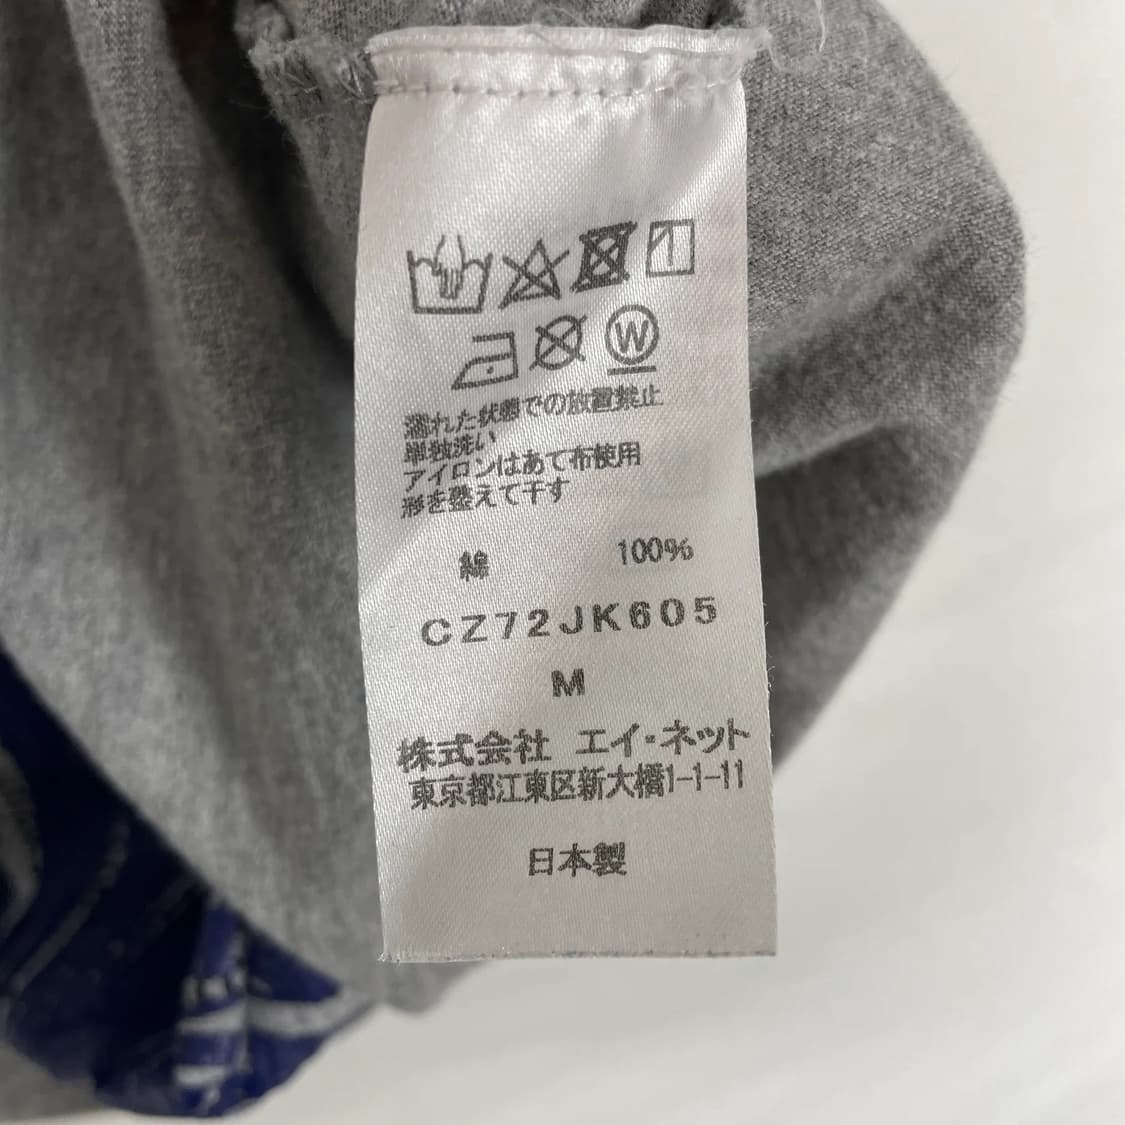 W
濡れた状態での放置禁止
単独洗い
アイロンはあて布使用
形を整えて干す
綿 100%
CZ72JK605
M
株式会社 エイ・ネット
東京都江東区新大橋1-1-11
日本製